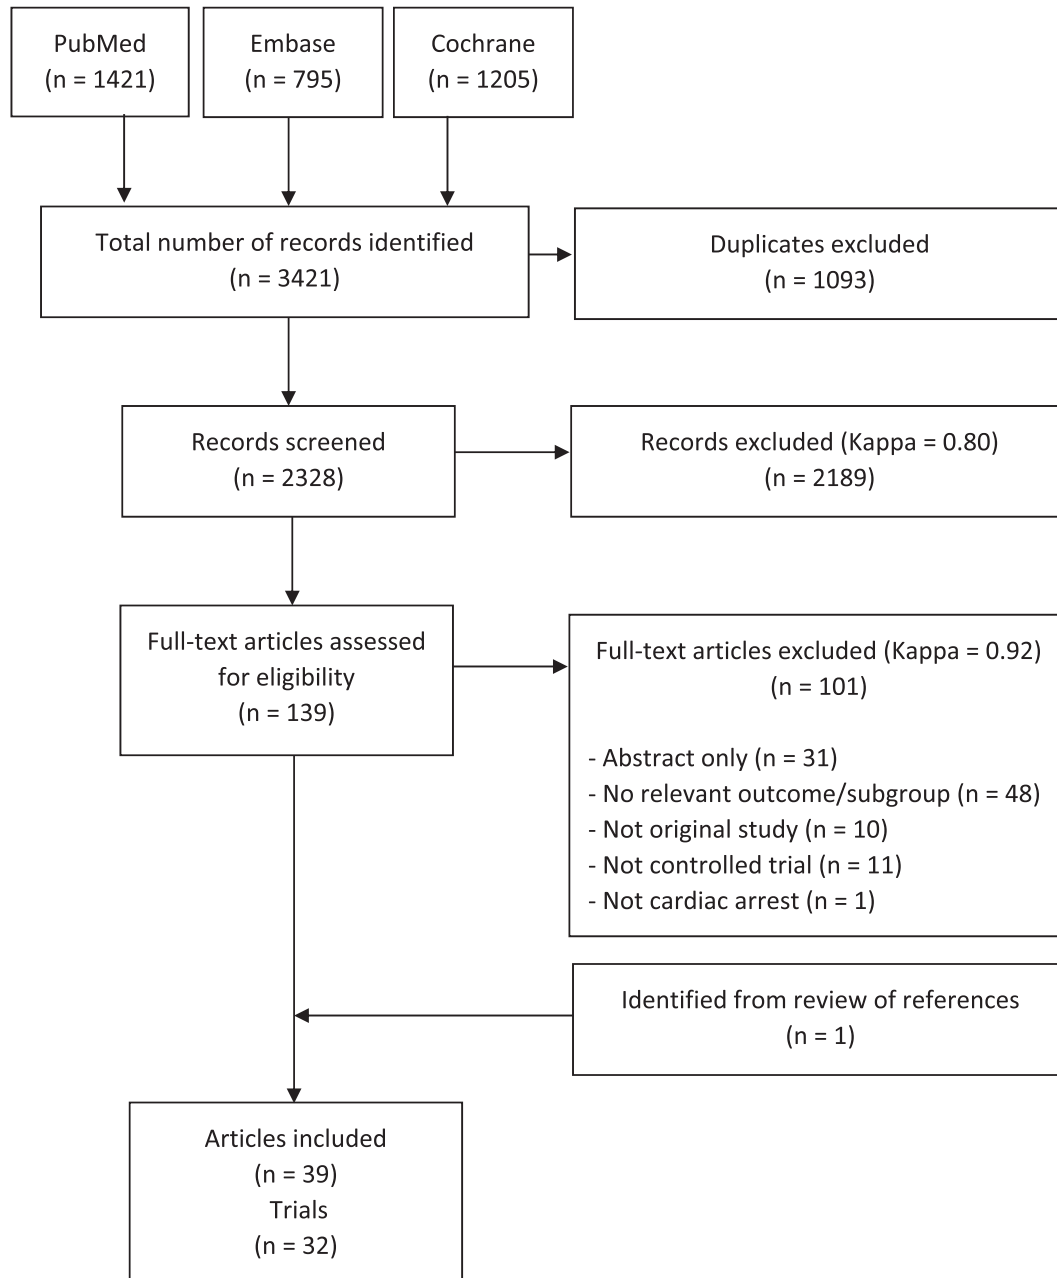 PubMed
(n = 1421)
Embase
(n = 795)
Cochrane
(n = 1205)
Total number of records identified
(n = 3421)
Duplicates excluded
(n = 1093)
Records screened
(n = 2328)
Records excluded (Kappa = 0.80)
(n = 2189)
Full-text articles assessed
for eligibility
(n = 139)
Full-text articles excluded (Kappa = 0.92)
(n = 101)
- Abstract only (n = 31)
- No relevant outcome/subgroup (n = 48)
- Not original study (n = 10)
- Not controlled trial (n = 11)
- Not cardiac arrest (n = 1)
Identified from review of references
(n = 1)
Articles included
(n = 39)
Trials
(n = 32)